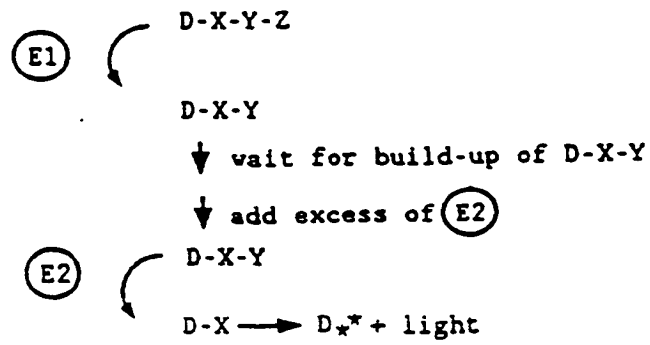 D-X-Y-Z
E1
D-X-Y
wait for build-up of D-X-Y
add excess of E2
D-X-Y
E2
D-X → D** + light